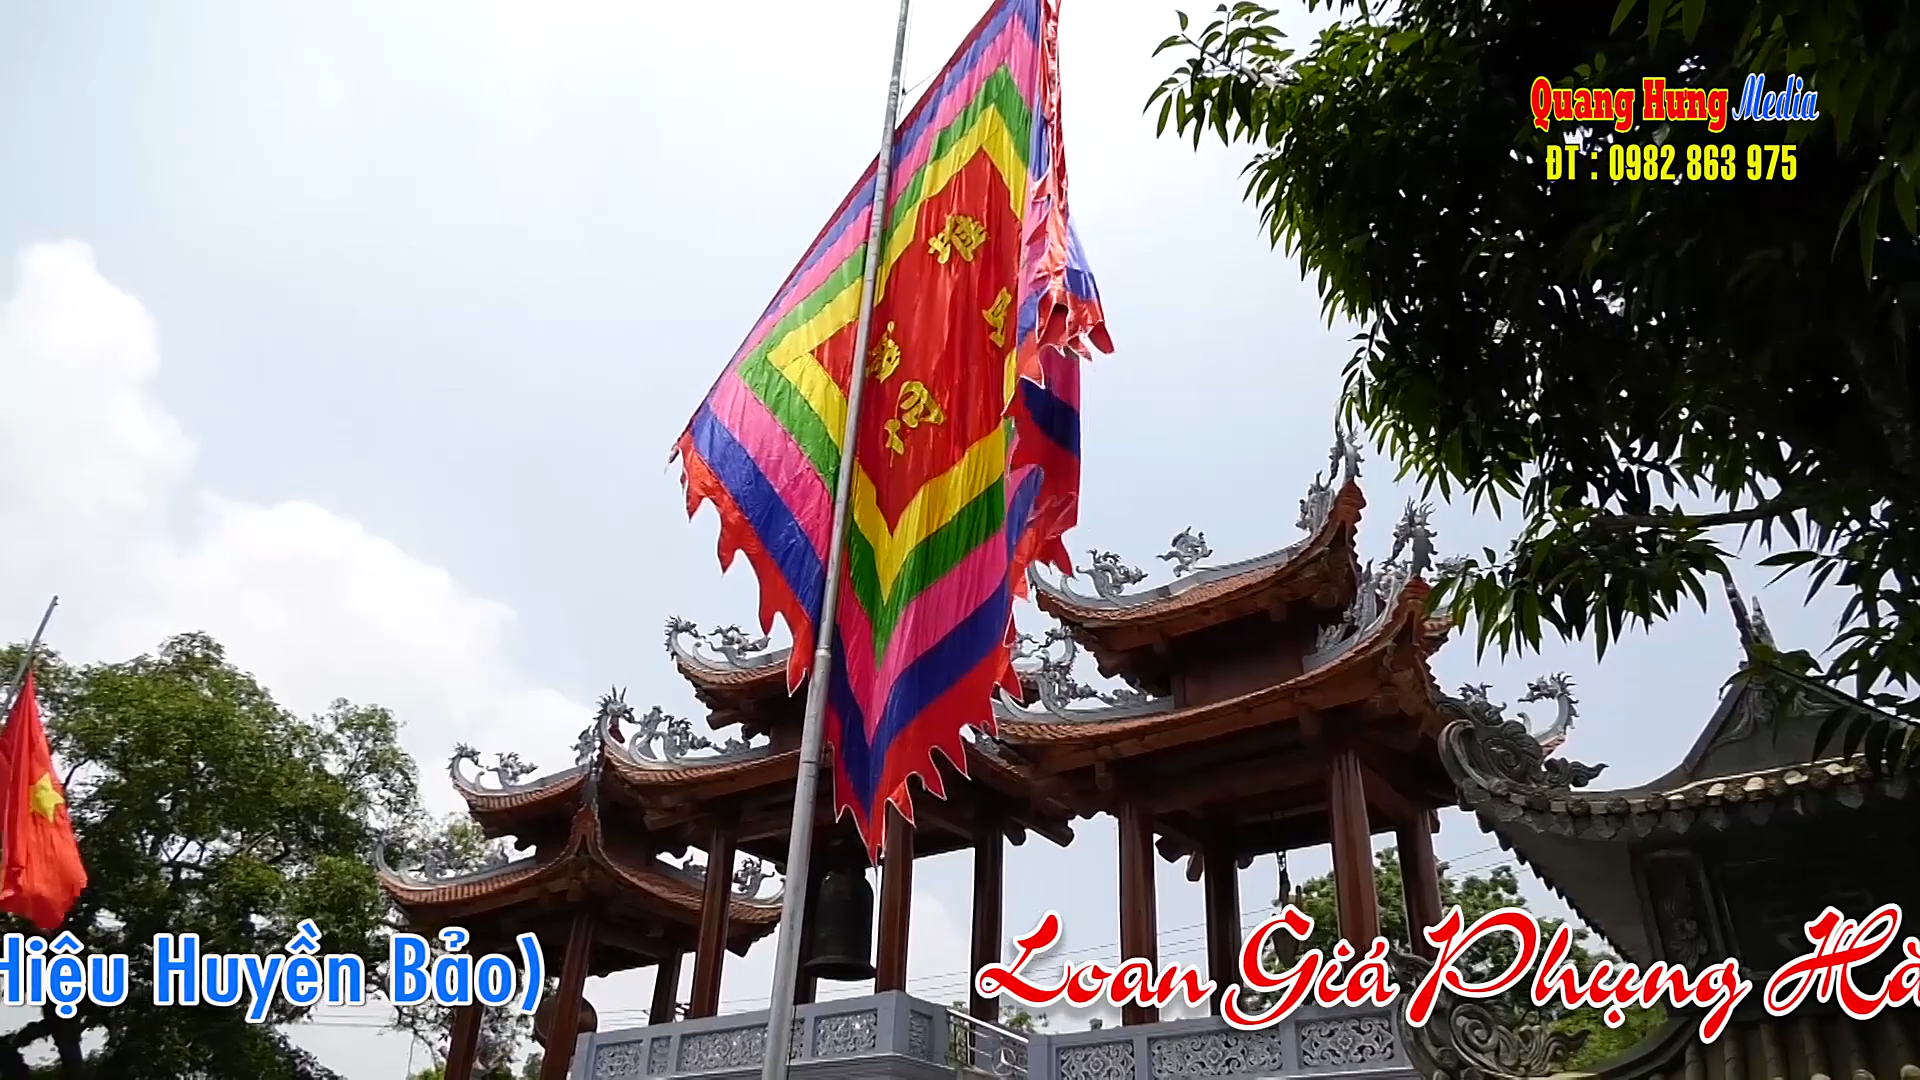 Quang Hưng Media
ĐT : 0982 863 975
Hiệu Huyền Bảo) Loan Giá Phụng Hà